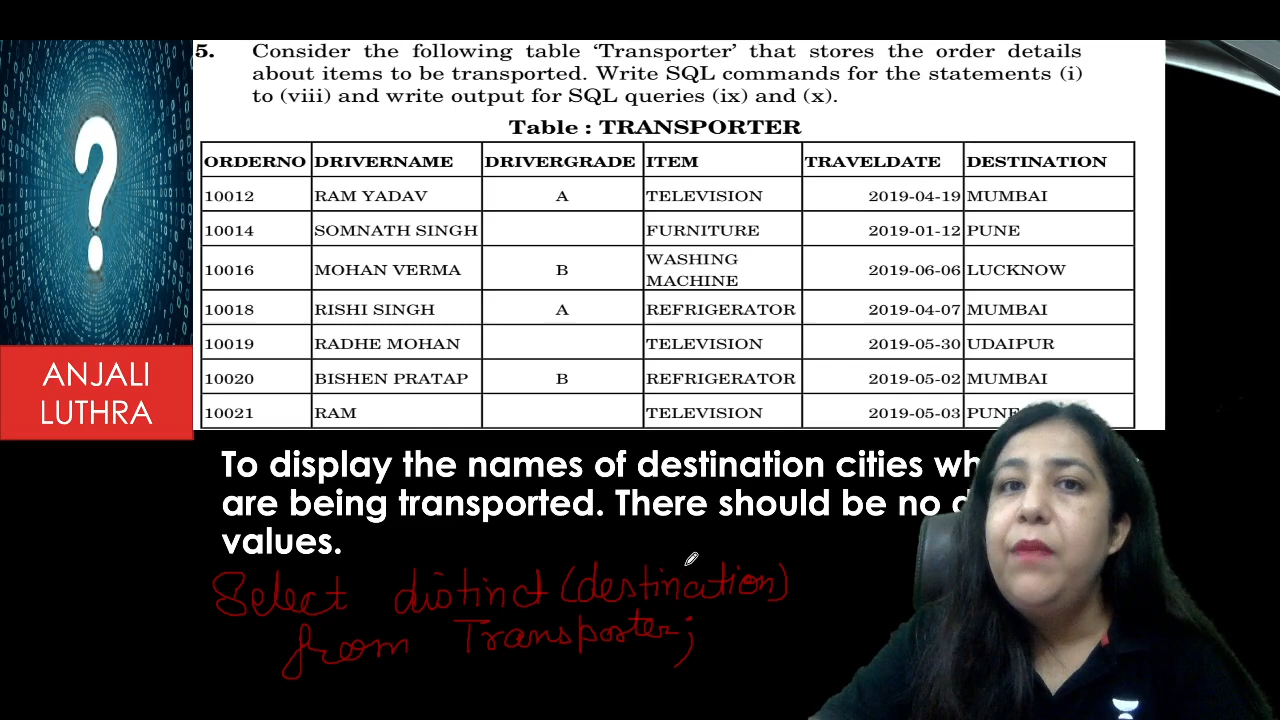 5. Consider the following table ‘Transporter’ that stores the order details
about items to be transported. Write SQL commands for the statements (i)
to (viii) and write output for SQL queries (ix) and (x).
Table : TRANSPORTER
ORDERNO DRIVERNAME DRIVERGRADE ITEM TRAVELDATE DESTINATION
10012 RAM YADAV A TELEVISION 2019-04-19 MUMBAI
10014 SOMNATH SINGH FURNITURE 2019-01-12 PUNE
10016 MOHAN VERMA B WASHING MACHINE 2019-06-06 LUCKNOW
10018 RISHI SINGH A REFRIGERATOR 2019-04-07 MUMBAI
10019 RADHE MOHAN TELEVISION 2019-05-30 UDAIPUR
10020 BISHEN PRATAP B REFRIGERATOR 2019-05-02 MUMBAI
10021 RAM TELEVISION 2019-05-03 PUNE
ANJALI
LUTHRA
To display the names of destination cities
are being transported. There should be no
values.
Select distinct (destination)
from Transporter;